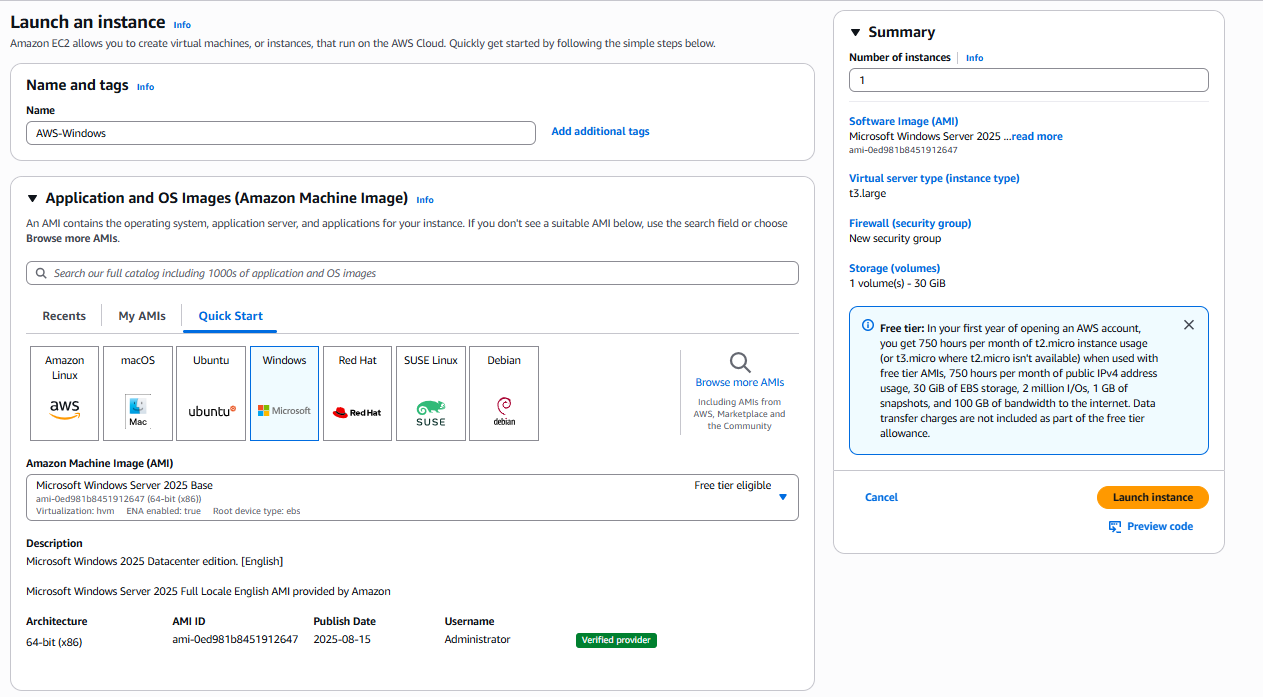 Launch an instance Info
Amazon EC2 allows you to create virtual machines, or instances, that run on the AWS Cloud. Quickly get started by following the simple steps below.
Name and tags Info
Name
AWS-Windows
Add additional tags
Application and OS Images (Amazon Machine Image) Info
An AMI contains the operating system, application server, and applications for your instance. If you don't see a suitable AMI below, use the search field or choose
Browse more AMIs.
Search our full catalog including 1000s of application and OS images
Recents
My AMIs
Quick Start
Amazon
Linux
aws
macOS
Mac
Ubuntu
ubuntu
Windows
Microsoft
Red Hat
Red Hat
SUSE Linux
SUSE
Debian
debian
Browse more AMIs
Including AMIs from
AWS, Marketplace and
the Community
Amazon Machine Image (AMI)
Microsoft Windows Server 2025 Base
Free tier eligible
ami-0ed981b8451912647 (64-bit (x86))
Virtualization: hvm ENA enabled: true Root device type: ebs
Description
Microsoft Windows 2025 Datacenter edition. [English]
Microsoft Windows Server 2025 Full Locale English AMI provided by Amazon
Architecture AMI ID Publish Date Username
64-bit (x86) ami-0ed981b8451912647 2025-08-15 Administrator Verified provider
Summary
Number of instances Info
1
Software Image (AMI)
Microsoft Windows Server 2025 ...read more
ami-0ed981b8451912647
Virtual server type (instance type)
t3.large
Firewall (security group)
New security group
Storage (volumes)
1 volume(s) - 30 GiB
Free tier: In your first year of opening an AWS account,
you get 750 hours per month of t2.micro instance usage
(or t3.micro where t2.micro isn't available) when used with
free tier AMIs, 750 hours per month of public IPv4 address
usage, 30 GiB of EBS storage, 2 million I/Os, 1 GB of
snapshots, and 100 GB of bandwidth to the internet. Data
transfer charges are not included as part of the free tier
allowance.
Cancel
Launch instance
Preview code